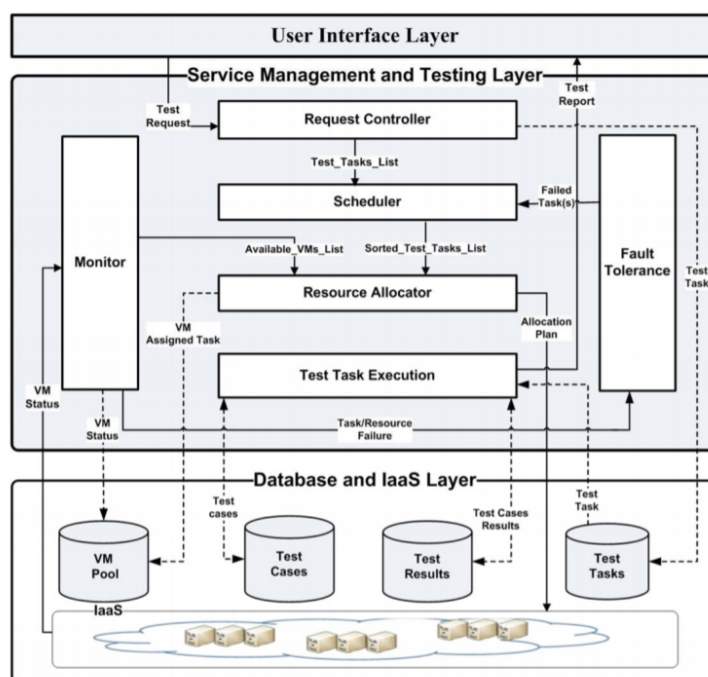 User Interface Layer
Service Management and Testing Layer
Test
Request
Test
Report
Request Controller
Test_Tasks_List
Scheduler
Failed
Task(s)
Monitor
Available_VMs_List
Sorted_Test_Tasks_List
Fault
Tolerance
Test
Task
Resource Allocator
VM
Assigned Task
Allocation
Plan
Test Task Execution
VM
Status
VM
Status
Task/Resource
Failure
Database and IaaS Layer
Test
cases
Test Cases
Results
Test
Task
VM
Pool
Test
Cases
Test
Results
Test
Tasks
IaaS